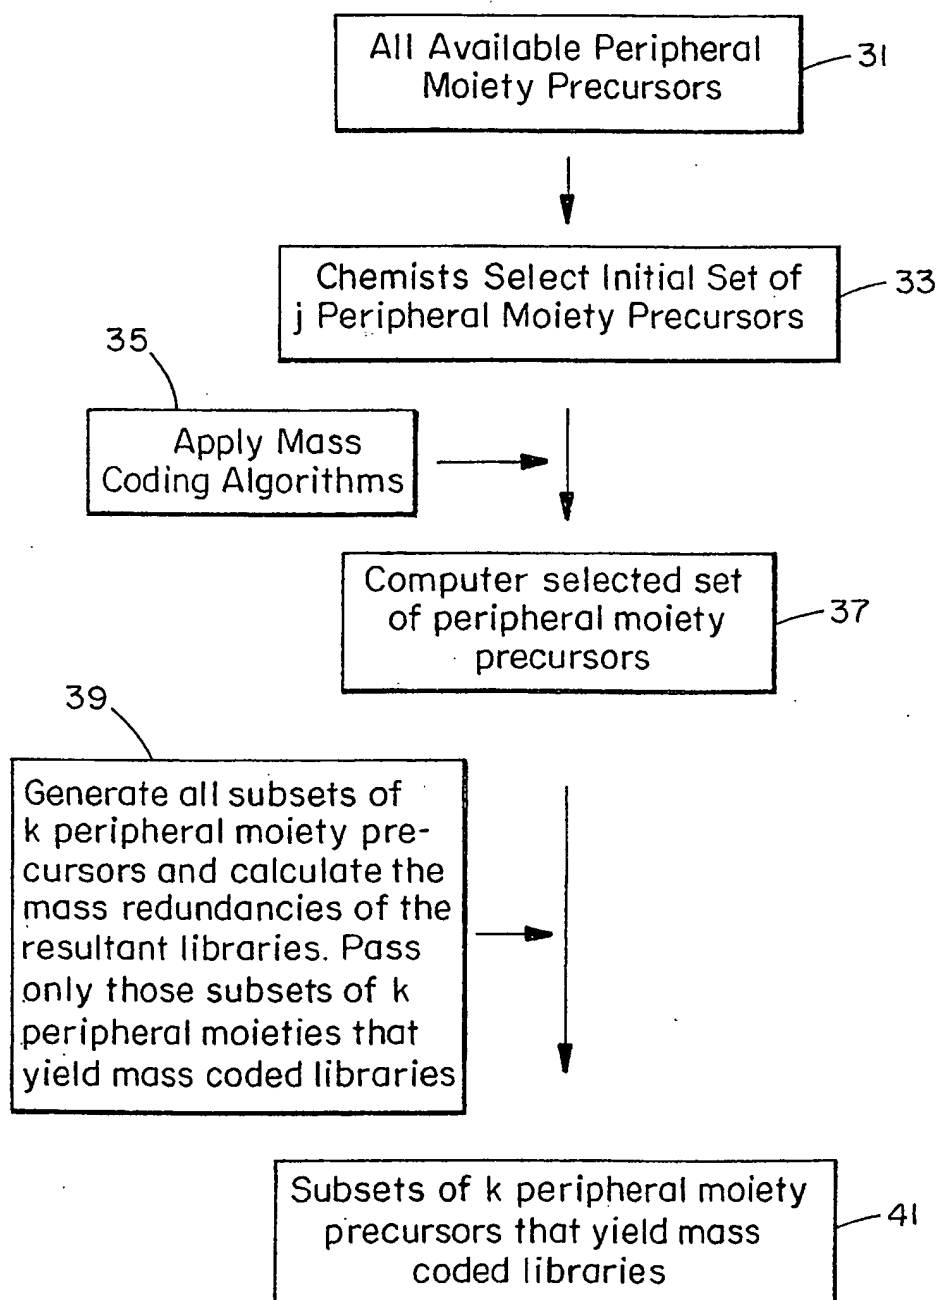 All Available Peripheral
Moiety Precursors
31
Chemists Select Initial Set of
j Peripheral Moiety Precursors
33
35
Apply Mass
Coding Algorithms
Computer selected set
of peripheral moiety
precursors
37
39
Generate all subsets of
k peripheral moiety pre-
cursors and calculate the
mass redundancies of the
resultant libraries. Pass
only those subsets of k
peripheral moieties that
yield mass coded libraries
Subsets of k peripheral moiety
precursors that yield mass
coded libraries
41